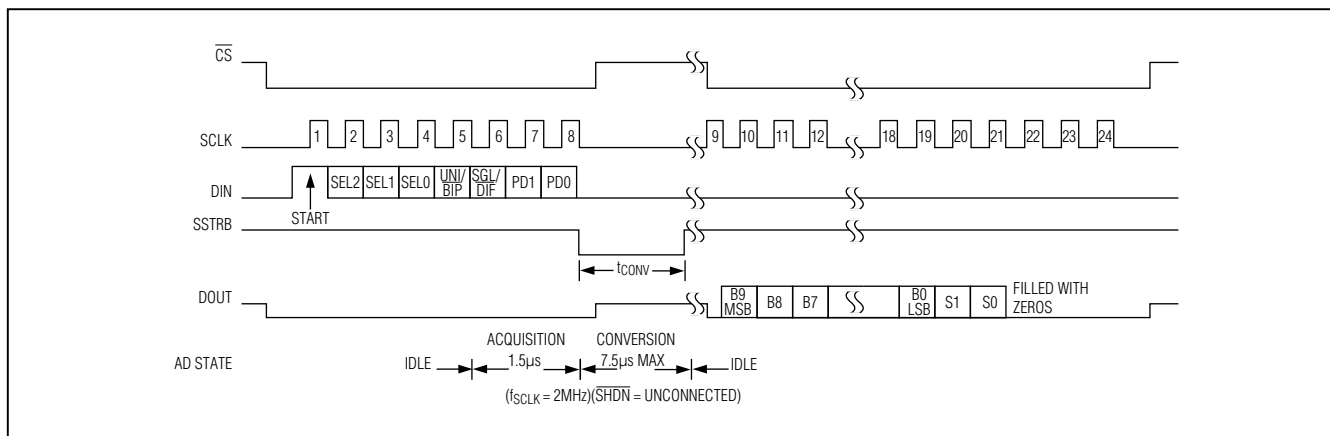 CS
SCLK 1 2 3 4 5 6 7 8 9 10 11 12 18 19 20 21 22 23 24
DIN SEL2 SEL1 SEL0 UNI/ BIP SGL/ DIF PD1 PD0
START
SSTRB
tCONV
DOUT B9 MSB B8 B7 B0 LSB S1 S0 FILLED WITH ZEROS
ACQUISITION CONVERSION
AD STATE IDLE 1.5µs 7.5µs MAX IDLE
(fSCLK = 2MHz)(SHDN = UNCONNECTED)